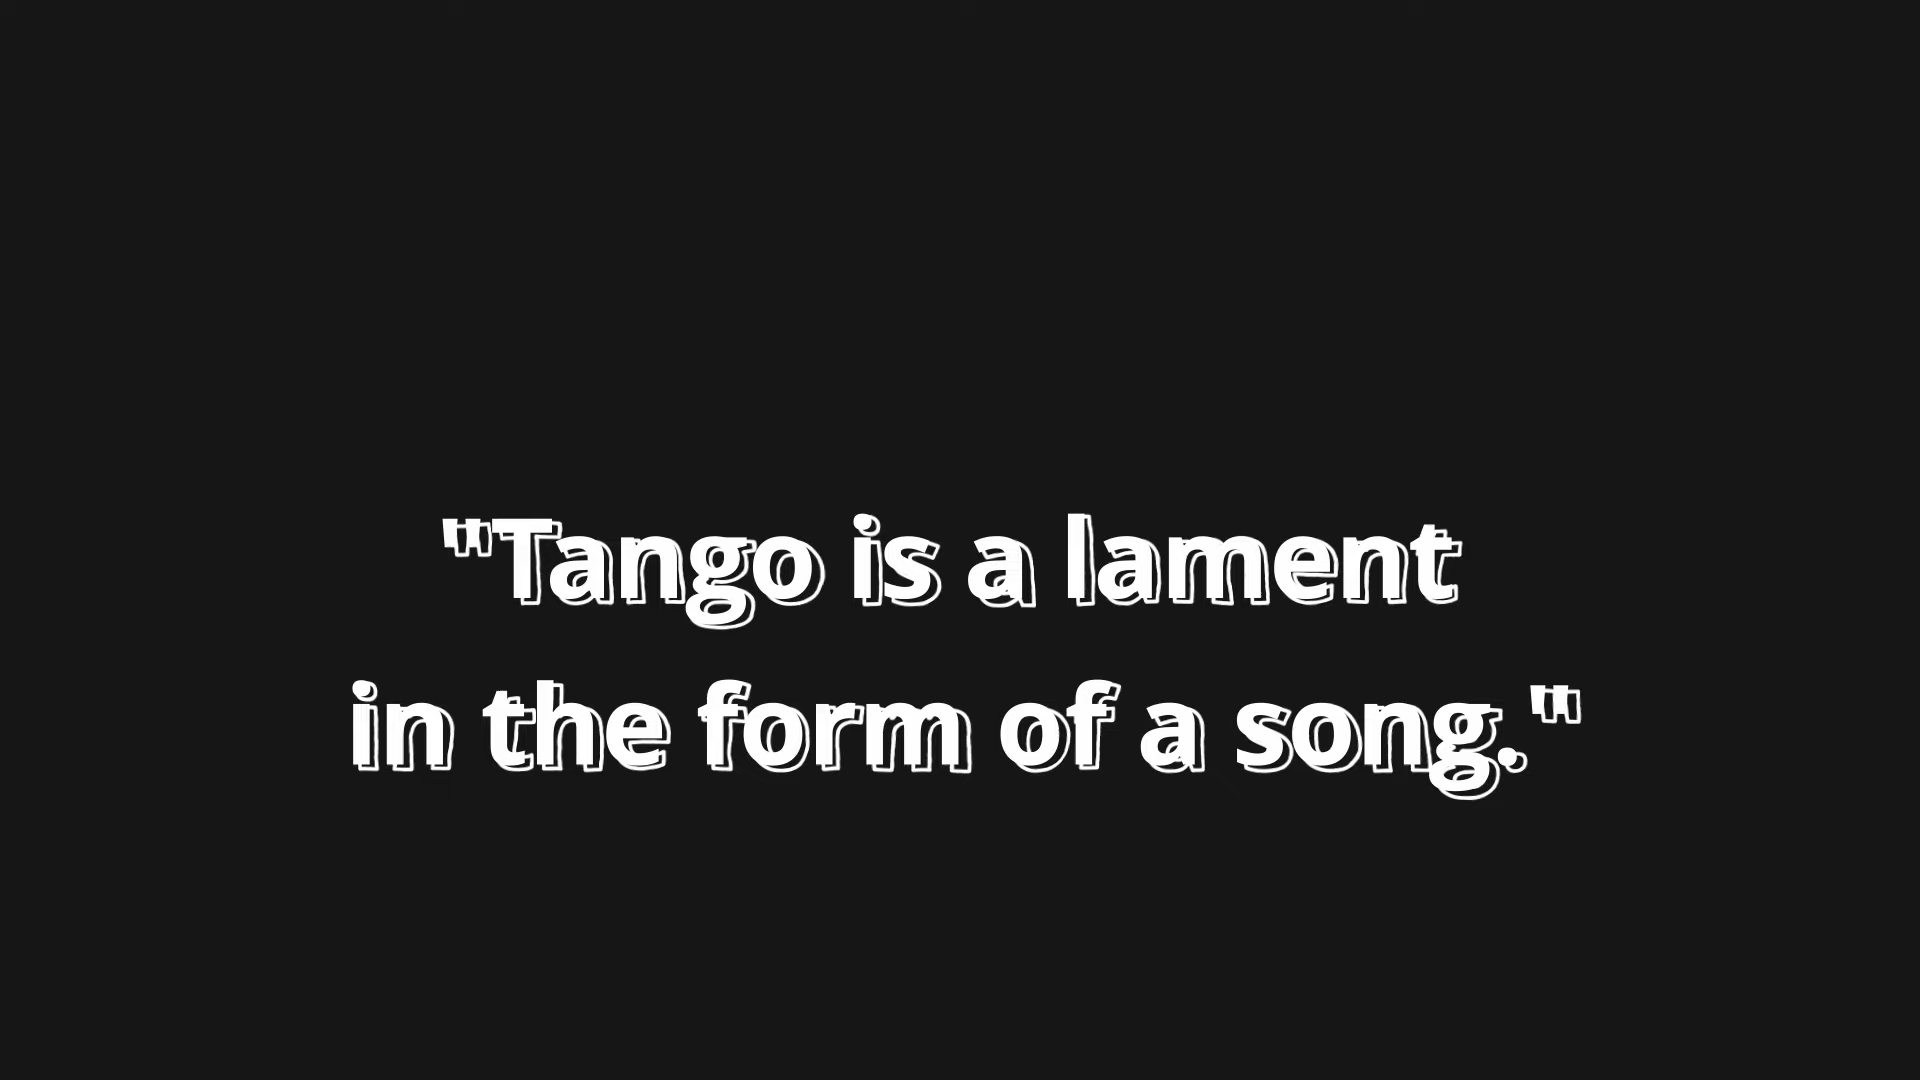 "Tango is a lament
in the form of a song."